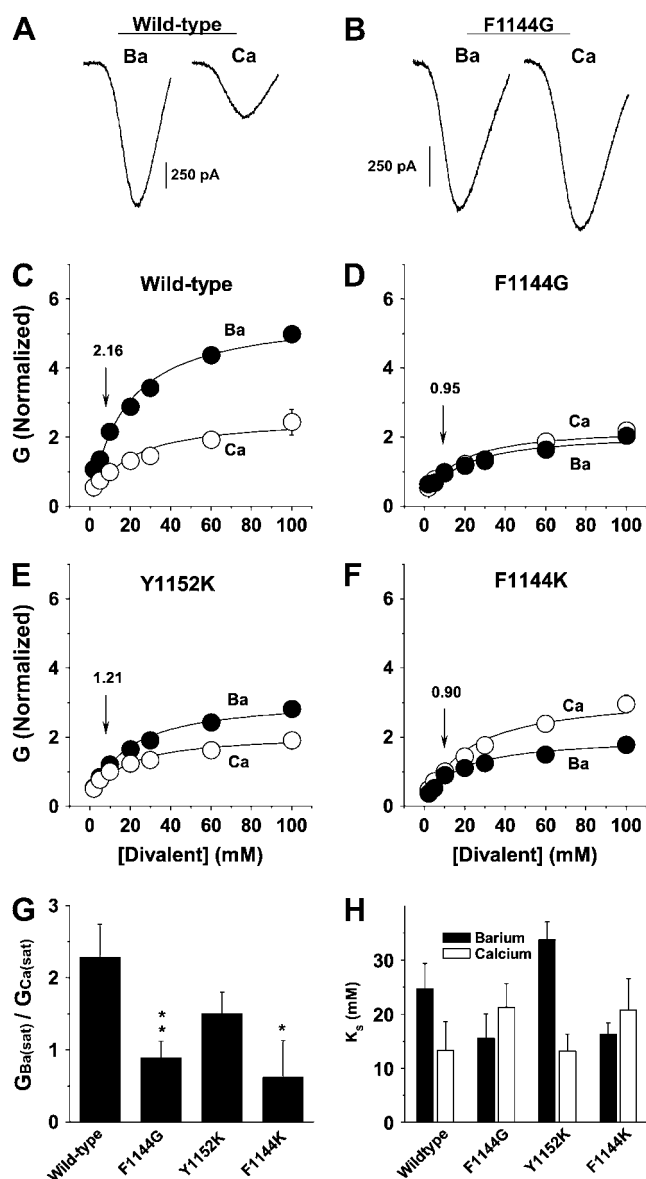 A Wild-type B F1144G
Ba Ca Ba Ca
250 pA 250 pA
C Wild-type D F1144G
G (Normalized)
6
4
2
0
2.16
Ba
Ca
0.95
Ca
Ba
6
4
2
0
0 20 40 60 80 100 0 20 40 60 80 100
E Y1152K F F1144K
G (Normalized)
6
4
2
0
1.21
Ba
Ca
0.90
Ca
Ba
6
4
2
0
0 20 40 60 80 100 0 20 40 60 80 100
[Divalent] (mM) [Divalent] (mM)
G
GBa(sat) / GCa(sat)
3
2
1
0
*
*
*
Wild-type F1144G Y1152K F1144K
H
Ks (mM)
30
20
10
0
Barium
Calcium
Wildtype F1144G Y1152K F1144K